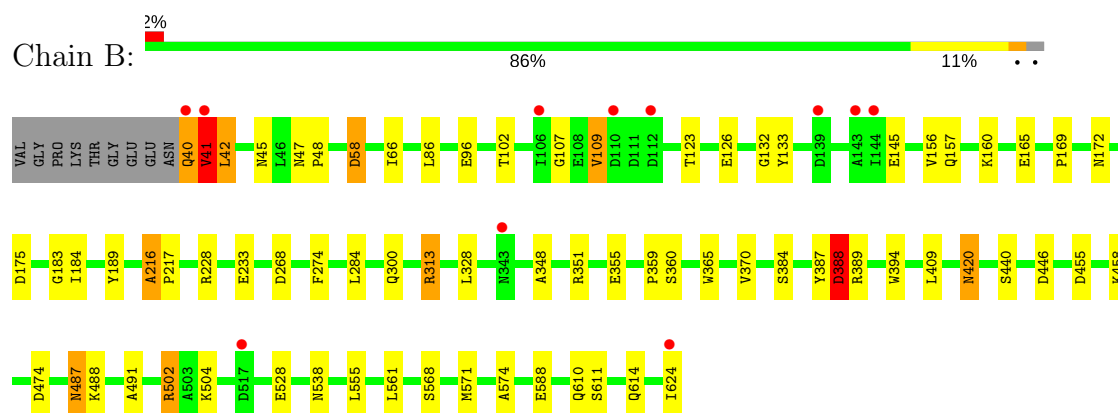 2%
Chain B:
86% 11% • •
VAL GLY PRO LYS THR GLY GLU GLU ASN Q40 V41 L42 N45 L46 N47 P48 D58 I66 L86 E96 T102 I106 G107 E108 V109 D110 D111 D112 T123 E126 G132 Y133 D139 A143 I144 E145 V156 Q157 K160 E165 P169 N172
D175 G183 I184 Y189 A216 P217 R228 E233 D268 F274 L284 Q300 R313 L328 N343 A348 R351 E355 P359 S360 W365 V370 S384 Y387 D388 R389 W394 L409 N420 S440 D446 D455 K458
D474 N487 K488 A491 R502 A503 K504 D517 E528 N538 L555 L561 S568 M571 A574 E588 Q610 S611 Q614 I624